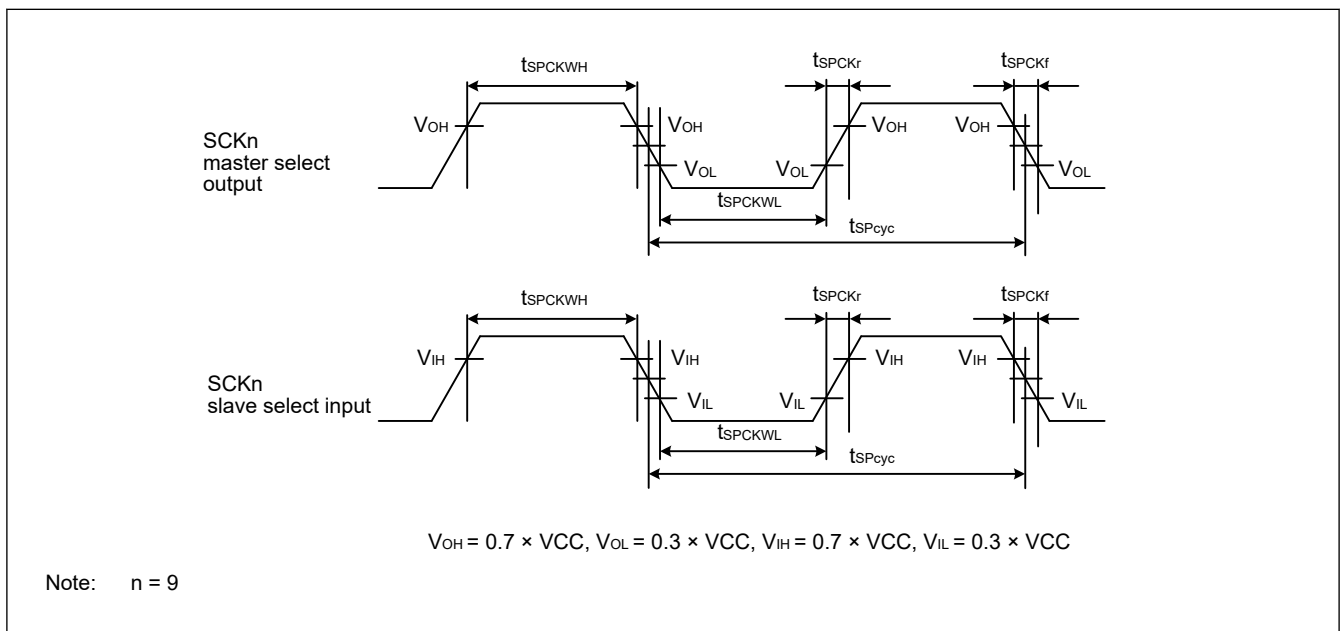 tSPCKWH
tSPCKr
tSPCKf
SCKn
master select
output
VOH
VOH
VOL
VOL
VOH
VOH
VOL
tSPCKWL
tSPcyc
tSPCKWH
tSPCKr
tSPCKf
SCKn
slave select input
VIH
VIH
VIL
VIL
VIH
VIH
VIL
tSPCKWL
tSPcyc
VOH = 0.7 × VCC, VOL = 0.3 × VCC, VIH = 0.7 × VCC, VIL = 0.3 × VCC
Note: n = 9